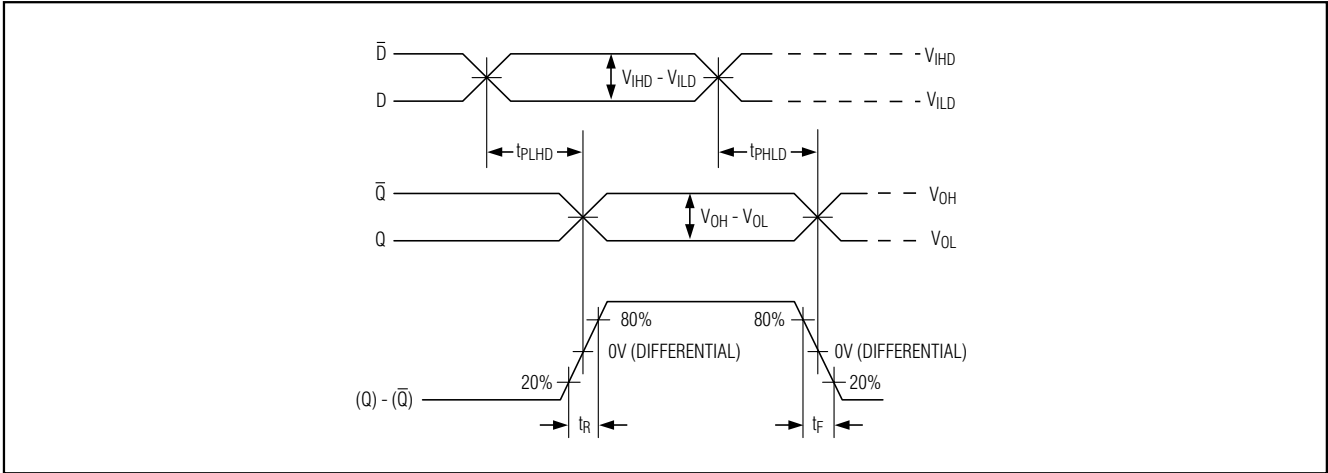 D̅
VIHD
VIHD - VILD
D
VILD
tPLHD
tPHLD
Q̅
VOH
VOH - VOL
Q
VOL
80%
80%
0V (DIFFERENTIAL)
0V (DIFFERENTIAL)
20%
20%
(Q) - (Q̅)
tR
tF